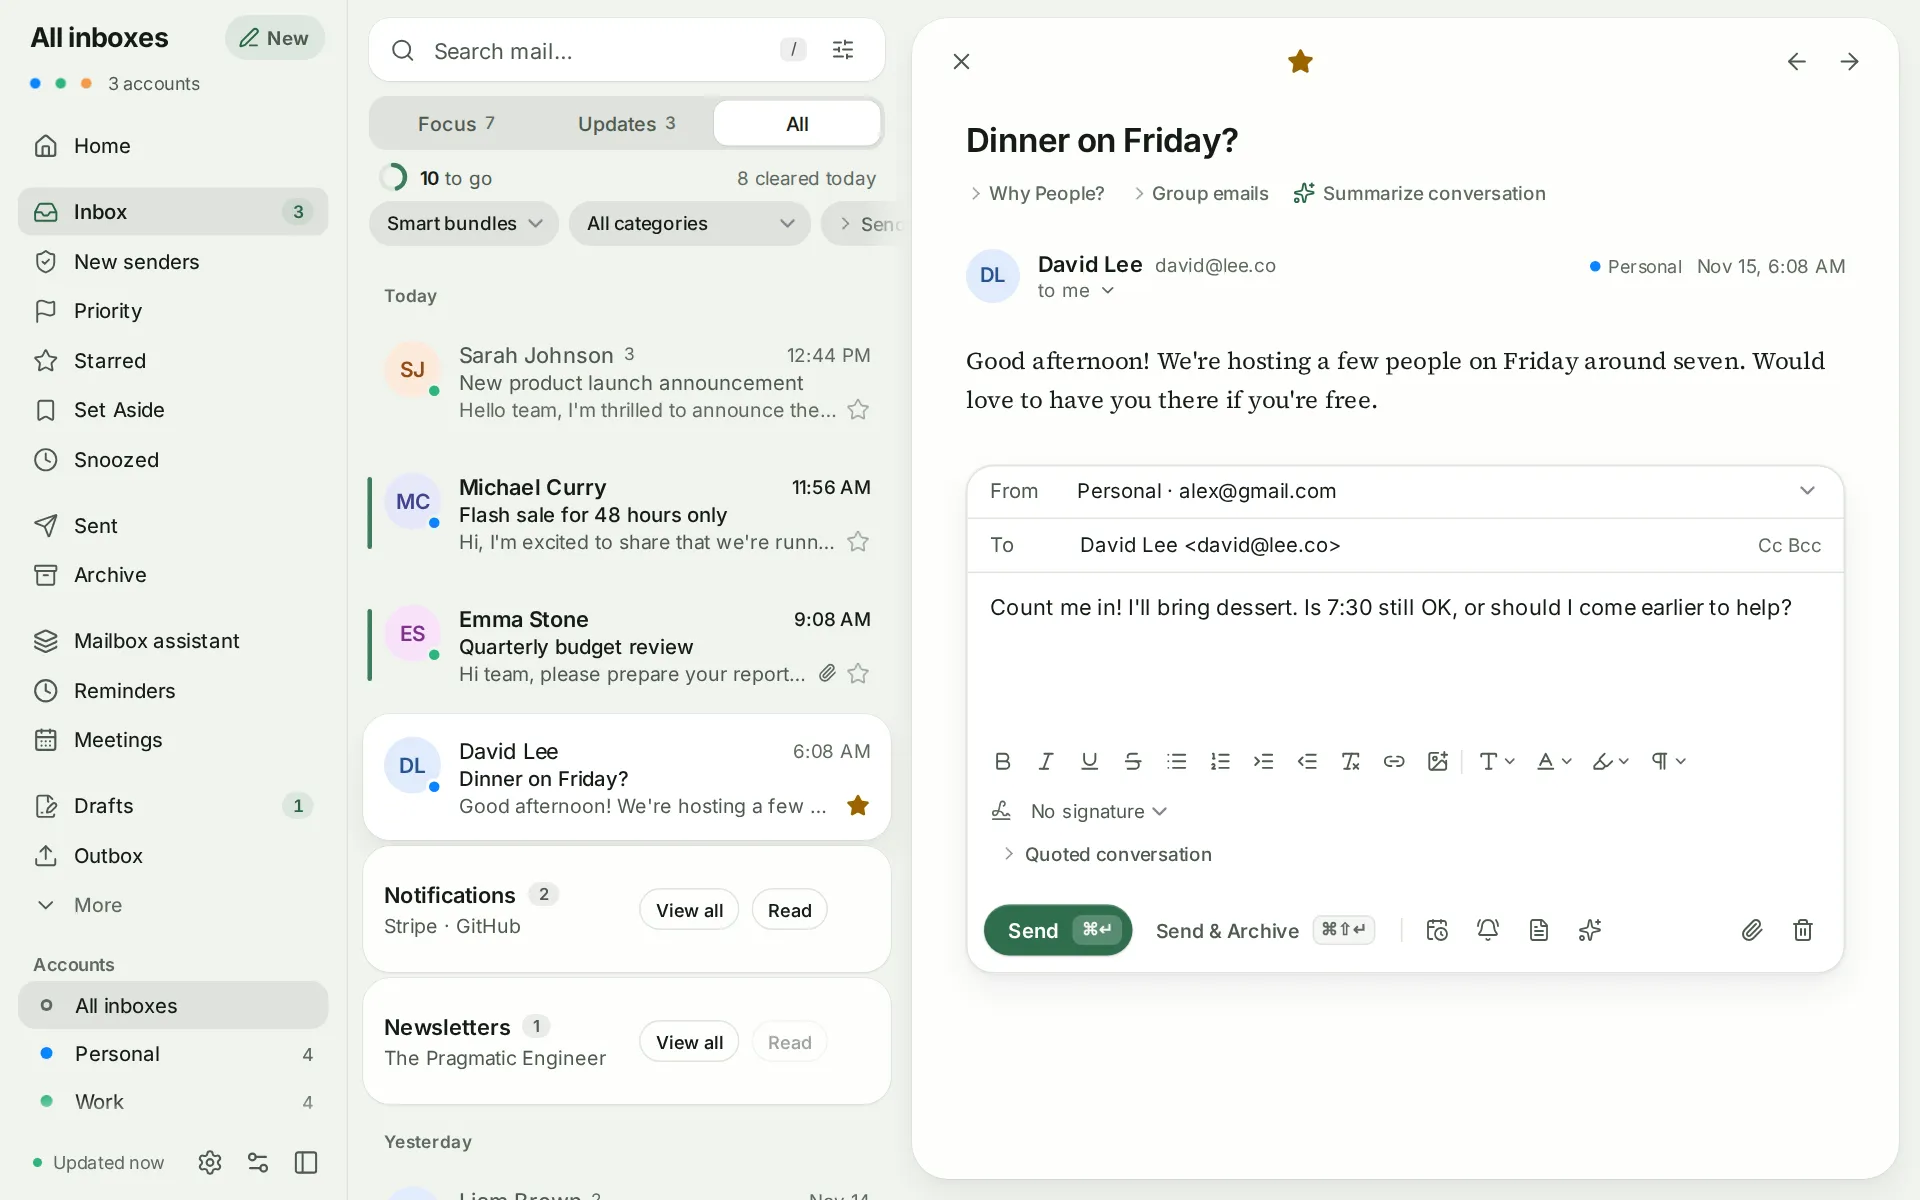 All inboxes
New
3 accounts
Home
Inbox 3
New senders
Priority
Starred
Set Aside
Snoozed
Sent
Archive
Mailbox assistant
Reminders
Meetings
Drafts 1
Outbox
More
Accounts
All inboxes
Personal 4
Work 4
Updated now
Search mail... /
Focus 7 Updates 3 All
10 to go 8 cleared today
Smart bundles All categories
Today
SJ Sarah Johnson 3 12:44 PM
New product launch announcement
Hello team, I'm thrilled to announce the...
MC Michael Curry 11:56 AM
Flash sale for 48 hours only
Hi, I'm excited to share that we're runn...
ES Emma Stone 9:08 AM
Quarterly budget review
Hi team, please prepare your report...
DL David Lee 6:08 AM
Dinner on Friday?
Good afternoon! We're hosting a few ...
Notifications 2 View all Read
Stripe · GitHub
Newsletters 1 View all Read
The Pragmatic Engineer
Yesterday
Liam Brown 2 Nov 14
Dinner on Friday?
Why People? Group emails Summarize conversation
DL David Lee david@lee.co Personal Nov 15, 6:08 AM
to me
Good afternoon! We're hosting a few people on Friday around seven. Would
love to have you there if you're free.
From Personal · alex@gmail.com
To David Lee <david@lee.co> Cc Bcc
Count me in! I'll bring dessert. Is 7:30 still OK, or should I come earlier to help?
No signature
Quoted conversation
Send ⌘↵ Send & Archive ⌘⇧↵